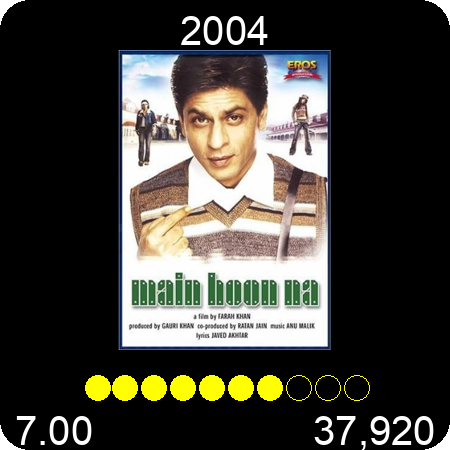 2004
EROS
main hoon na
a film by FARAH KHAN
produced by GAURI KHAN co-produced by RATAN JAIN music ANU MALIK
lyrics JAVED AKHTAR
7.00
37,920